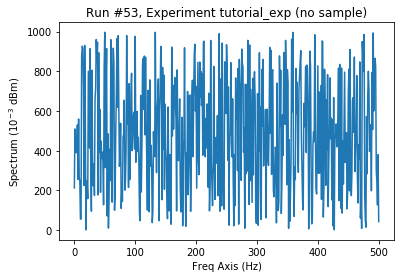 Run #53, Experiment tutorial_exp (no sample)
1000
800
600
400
200
0
Spectrum (10⁻³ dBm)
0 100 200 300 400 500
Freq Axis (Hz)